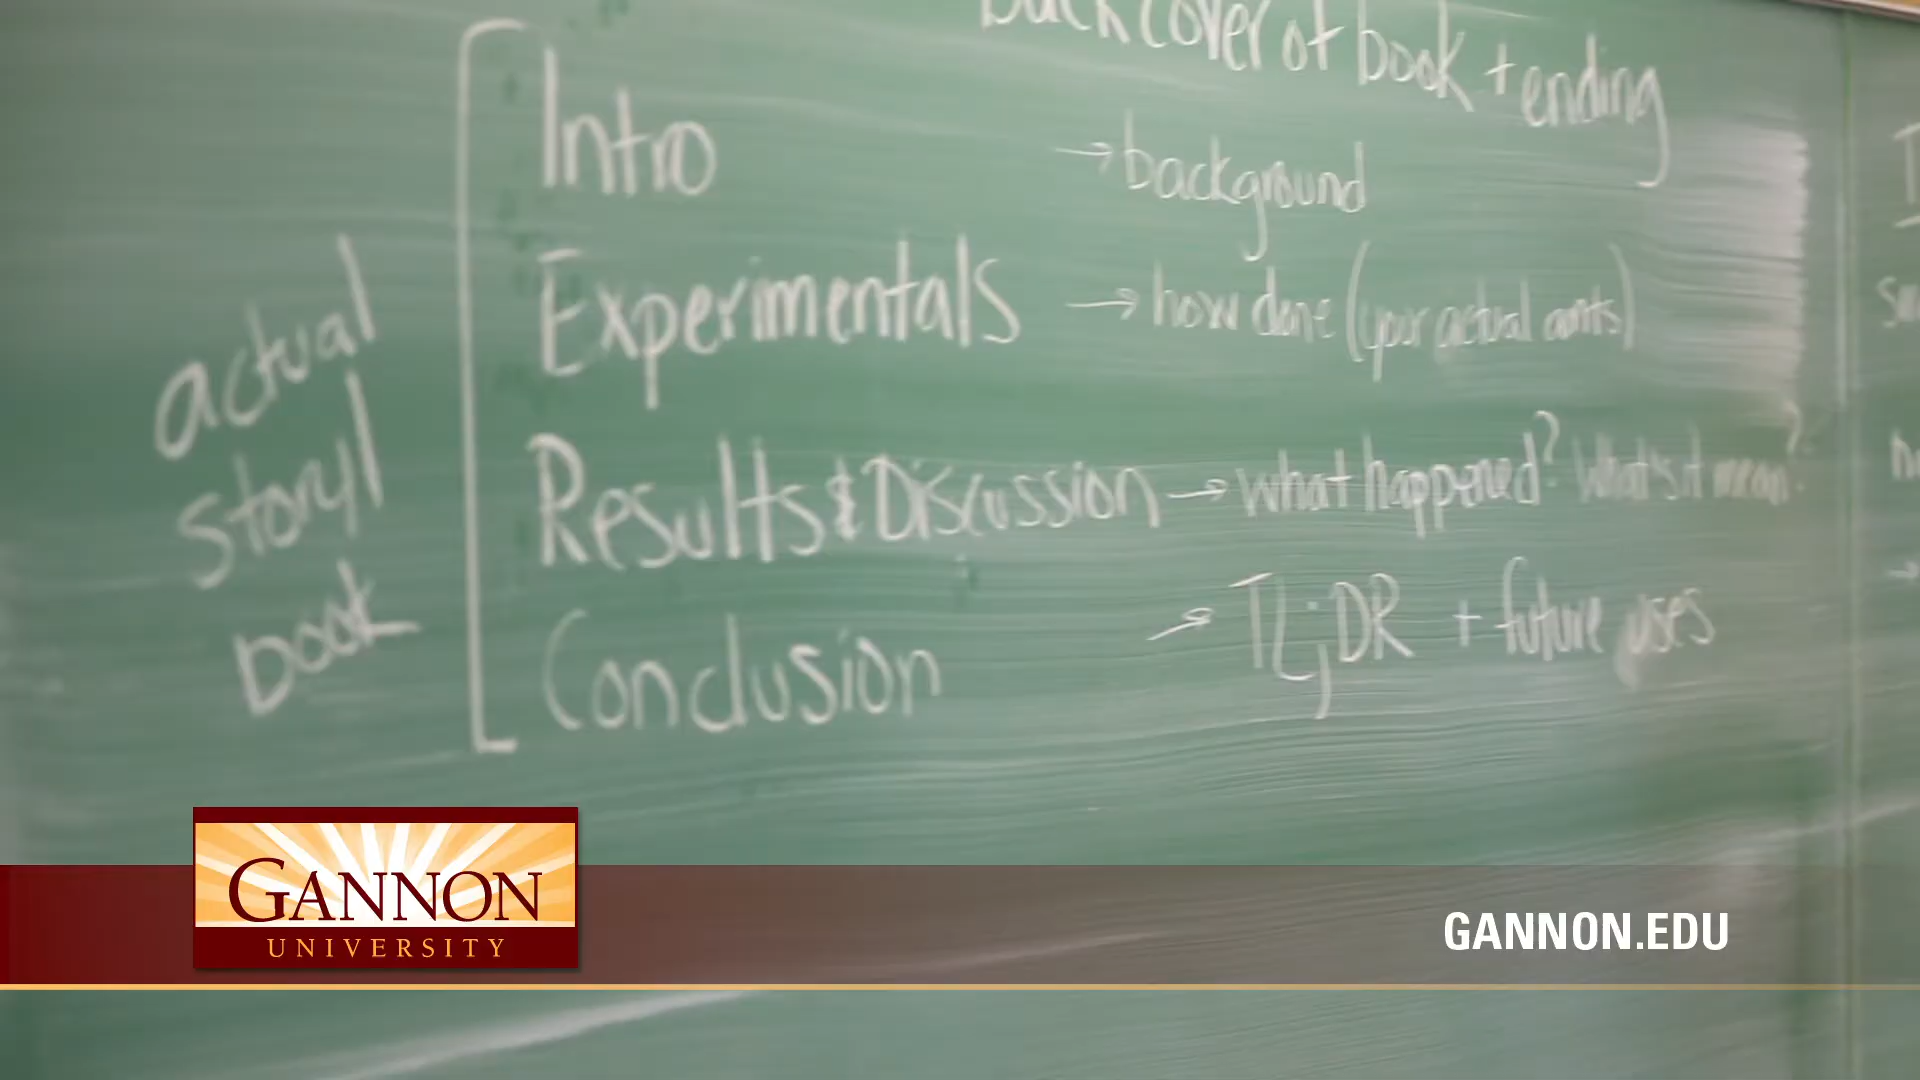 back cover of book + ending
Intro → background
Experimentals → how done (your actual amts)
Results & Discussion → what happened? What's it mean?
Conclusion → TL;DR + future uses
actual
story/
book
GANNON
UNIVERSITY
GANNON.EDU